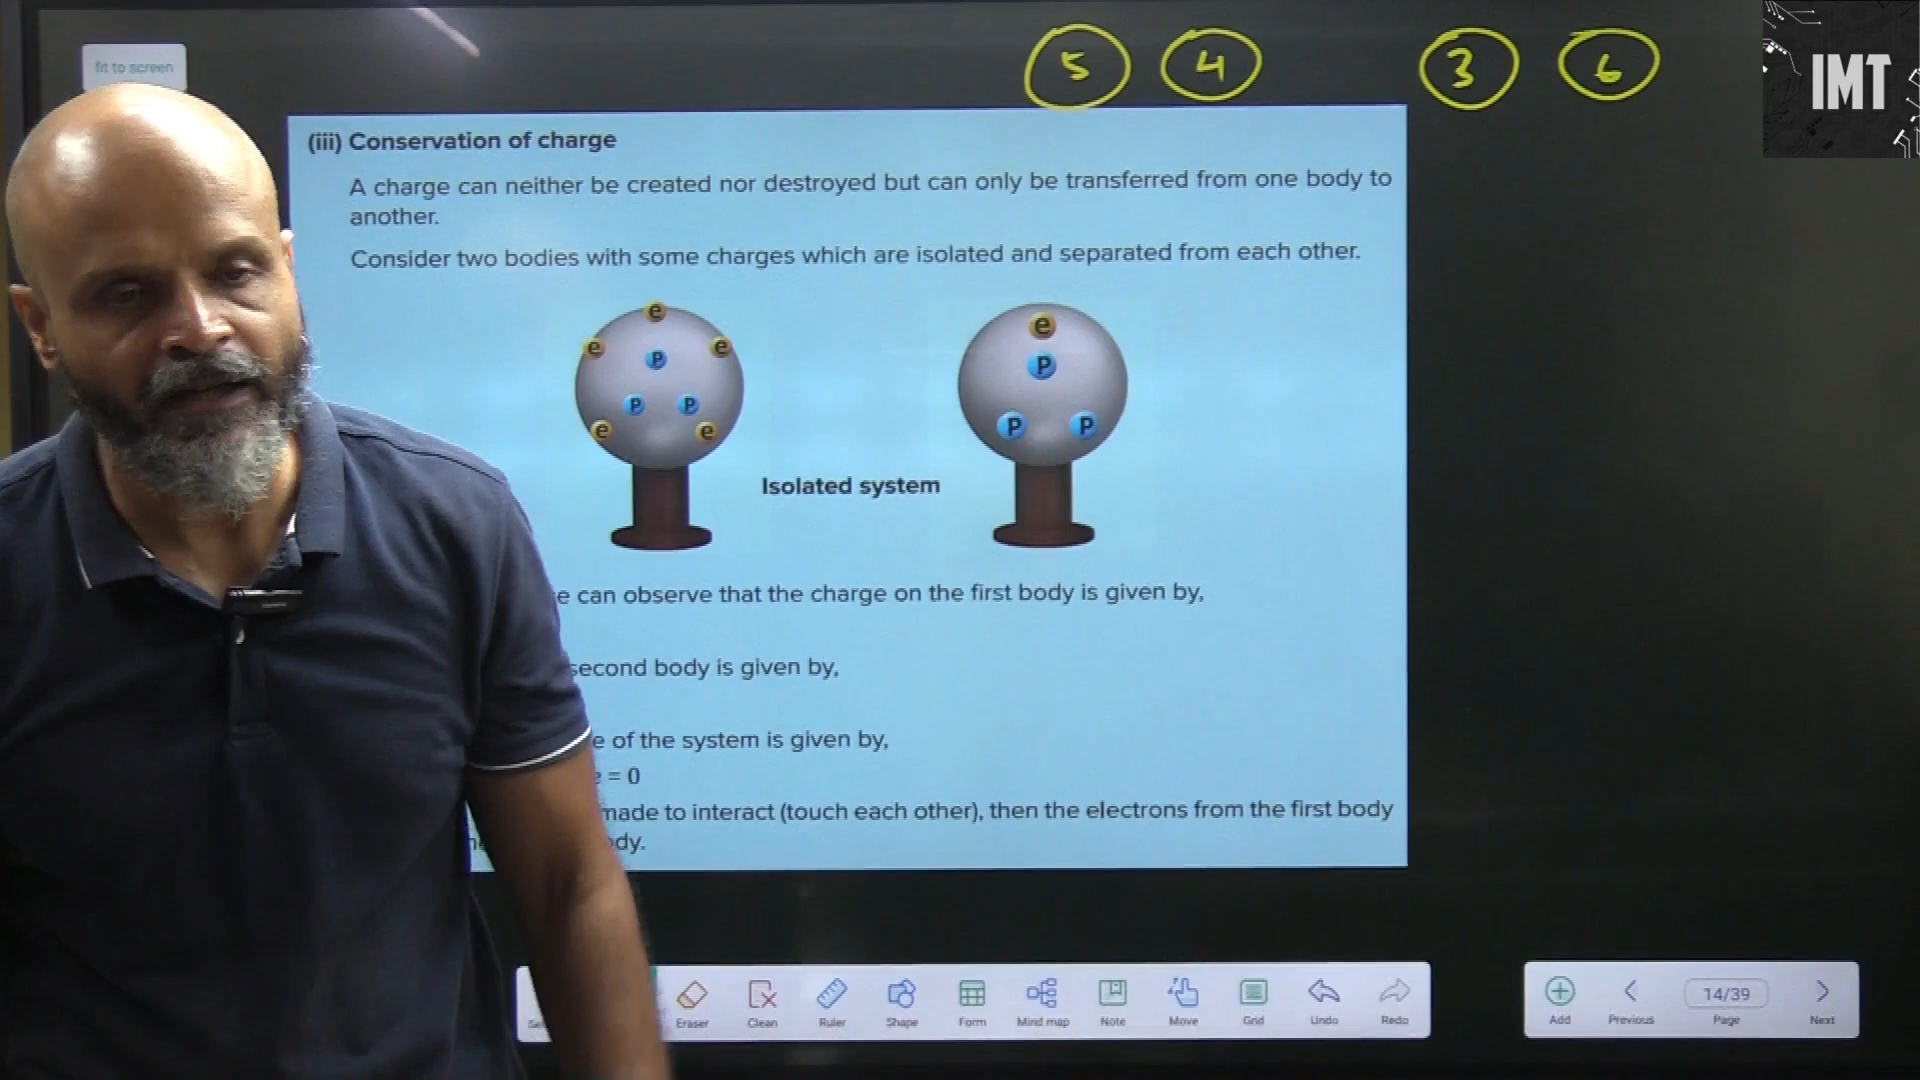 fit to screen
5 4 3 6
IMT
(iii) Conservation of charge
A charge can neither be created nor destroyed but can only be transferred from one body to
another.
Consider two bodies with some charges which are isolated and separated from each other.
e
e e
P
P P
e e
e
P
P P
Isolated system
can observe that the charge on the first body is given by,
second body is given by,
of the system is given by,
= 0
made to interact (touch each other), then the electrons from the first body
Eraser Clean Ruler Shape Form Mind map Note Move Grid Undo Redo
Add Previous 14/39 Page Next